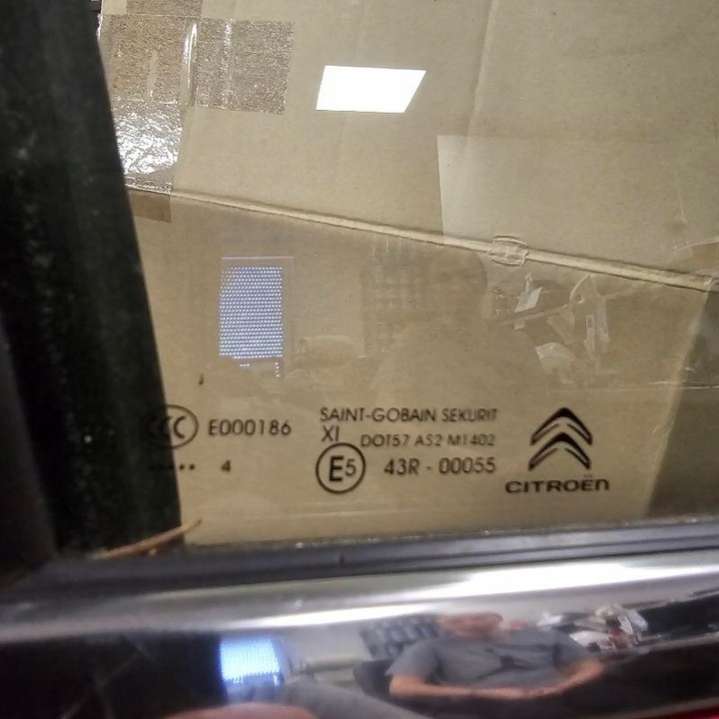 CCC E000186
SAINT-GOBAIN SEKURIT
XI DOT57 AS2 M1402
..... 4
E5 43R - 00055
CITROËN